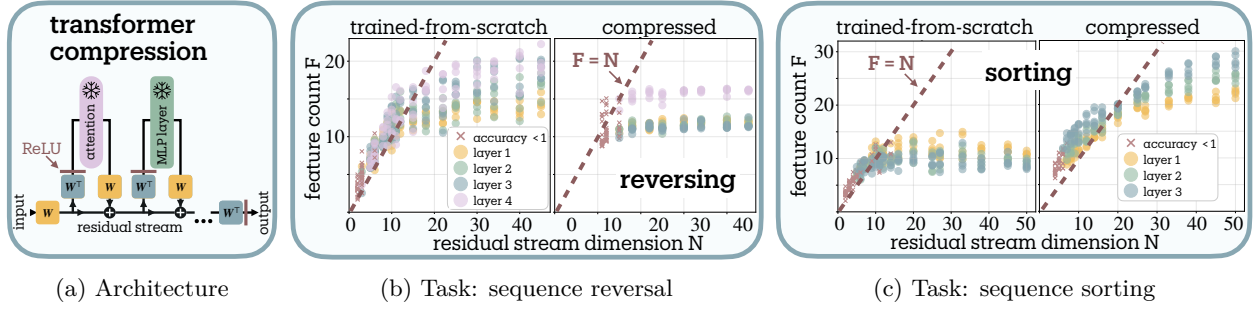 transformer
compression
attention
MLP layer
ReLU
W⊤
W
W⊤
W
input
W
residual stream
...
W⊤
output
(a) Architecture
trained-from-scratch
compressed
feature count F
20
10
F = N
× accuracy <1
layer 1
layer 2
layer 3
layer 4
reversing
0 10 20 30 40
0 10 20 30 40
residual stream dimension N
(b) Task: sequence reversal
trained-from-scratch
compressed
feature count F
30
20
10
0
F = N
sorting
× accuracy <1
layer 1
layer 2
layer 3
0 10 20 30 40 50
10 20 30 40 50
residual stream dimension N
(c) Task: sequence sorting